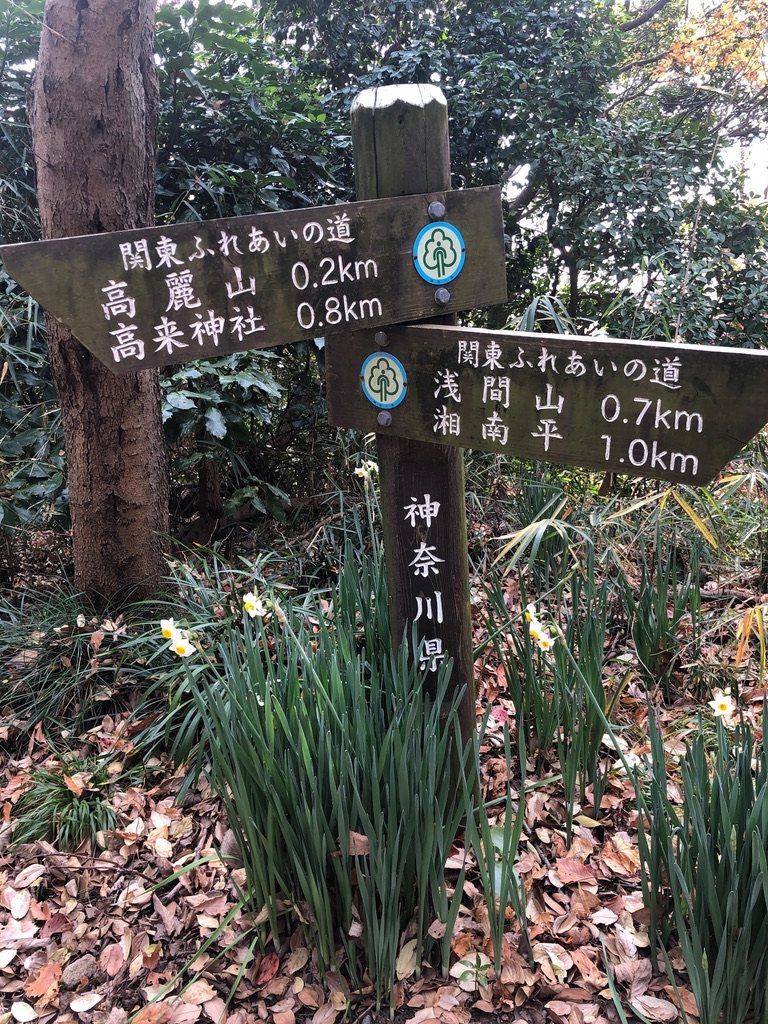 関東ふれあいの道
高麗山 0.2km
高来神社 0.8km
関東ふれあいの道
浅間山 0.7km
湘南平 1.0km
神奈川県